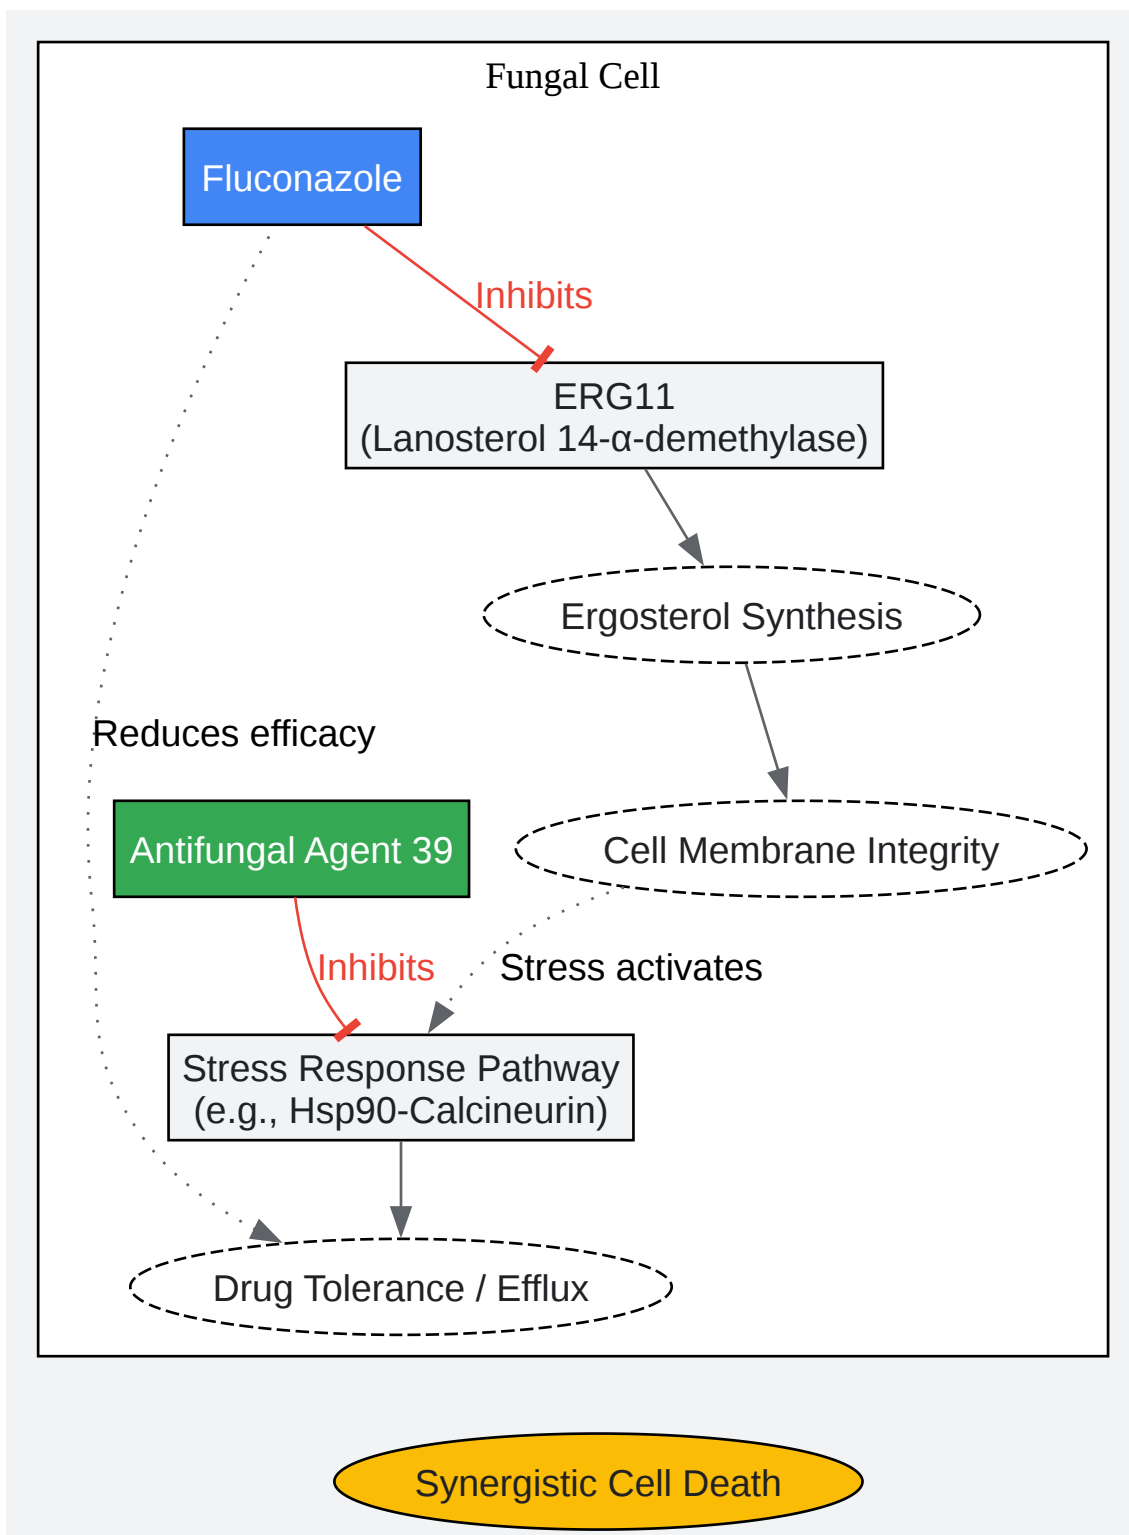 Fungal Cell
Fluconazole
Inhibits
ERG11
(Lanosterol 14-α-demethylase)
Ergosterol Synthesis
Reduces efficacy
Antifungal Agent 39
Cell Membrane Integrity
Inhibits
Stress activates
Stress Response Pathway
(e.g., Hsp90-Calcineurin)
Drug Tolerance / Efflux
Synergistic Cell Death